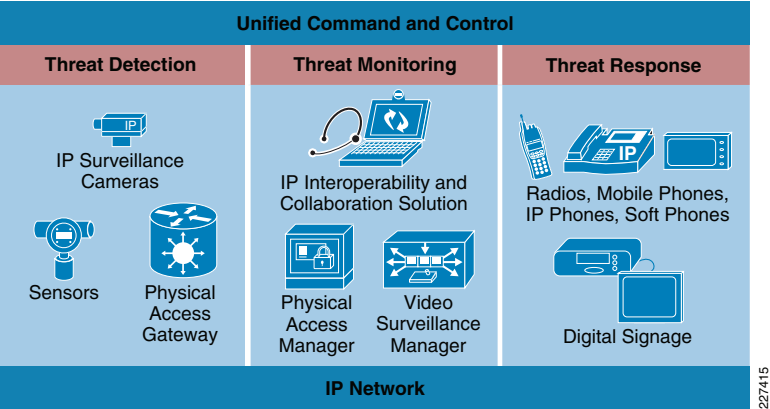 Unified Command and Control
Threat Detection
Threat Monitoring
Threat Response
IP
IP Surveillance
Cameras
Sensors
Physical
Access
Gateway
IP Interoperability and
Collaboration Solution
Physical
Access
Manager
Video
Surveillance
Manager
IP
Radios, Mobile Phones,
IP Phones, Soft Phones
Digital Signage
IP Network
227415